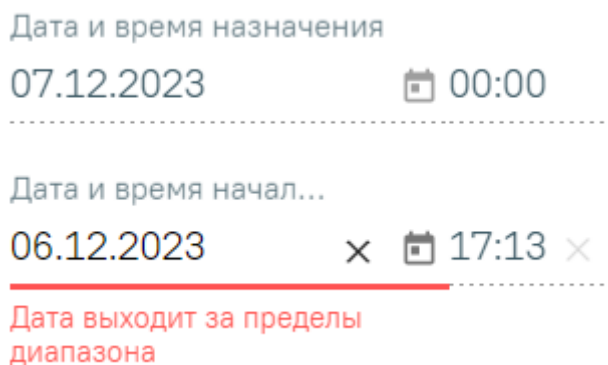 Дата и время назначения
07.12.2023 00:00
Дата и время начал...
06.12.2023 17:13
Дата выходит за пределы
диапазона